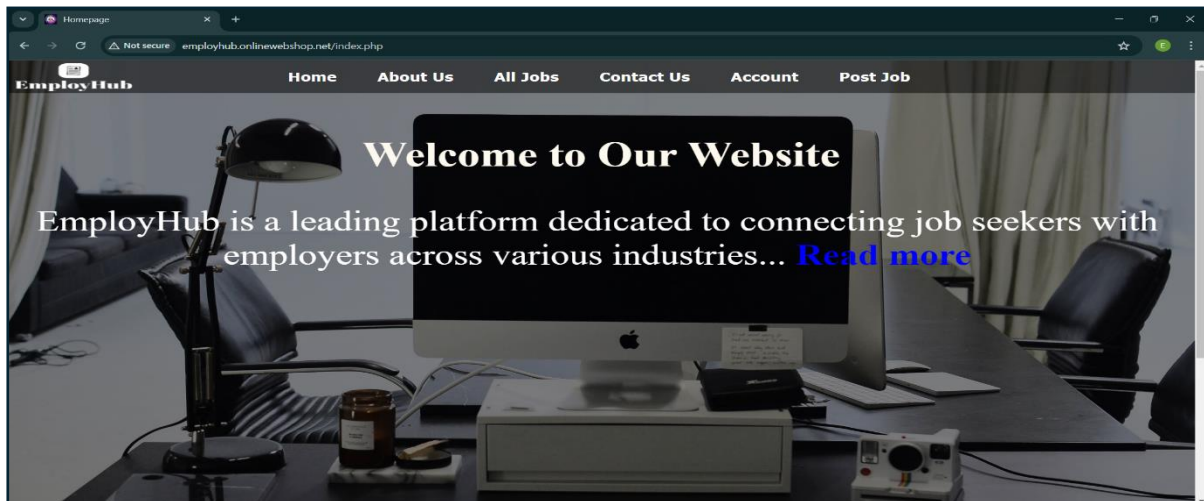 Homepage
Not secure employhub.onlinewebshop.net/index.php
E
EmployHub
Home About Us All Jobs Contact Us Account Post Job
Welcome to Our Website
EmployHub is a leading platform dedicated to connecting job seekers with
employers across various industries... Read more